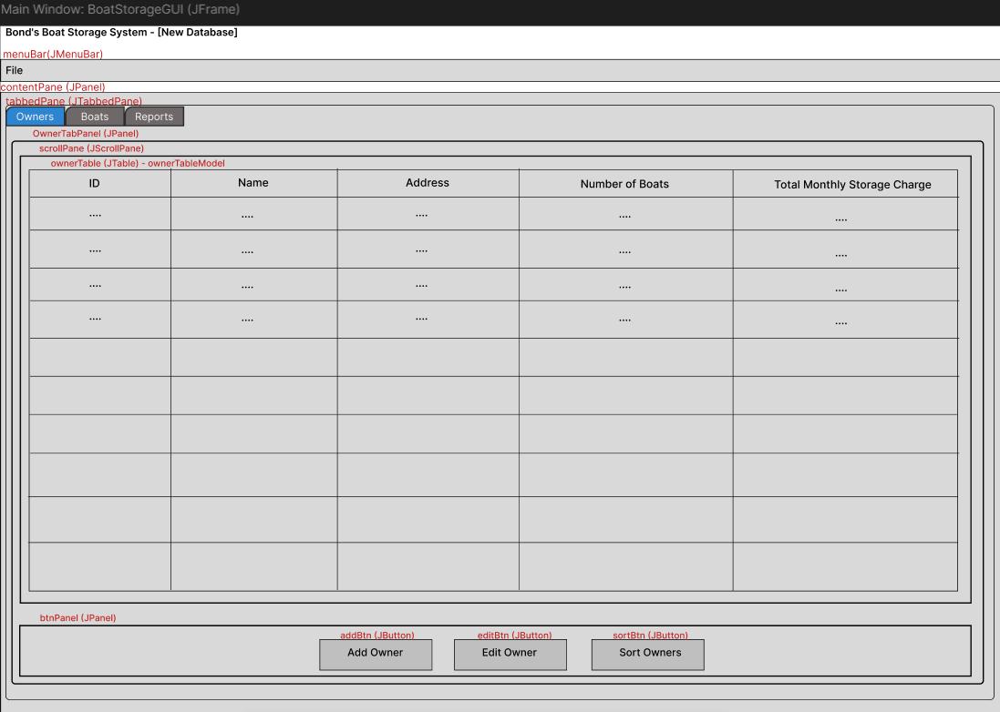 Main Window: BoatStorageGUI (JFrame)
Bond's Boat Storage System - [New Database]
menuBar(JMenuBar)
File
contentPane (JPanel)
tabbedPane (JTabbedPane)
Owners Boats Reports
OwnerTabPanel (JPanel)
scrollPane (JScrollPane)
ownerTable (JTable) - ownerTableModel
ID Name Address Number of Boats Total Monthly Storage Charge
.... .... .... .... ....
.... .... .... .... ....
.... .... .... .... ....
.... .... .... .... ....
btnPanel (JPanel)
addBtn (JButton) editBtn (JButton) sortBtn (JButton)
Add Owner Edit Owner Sort Owners